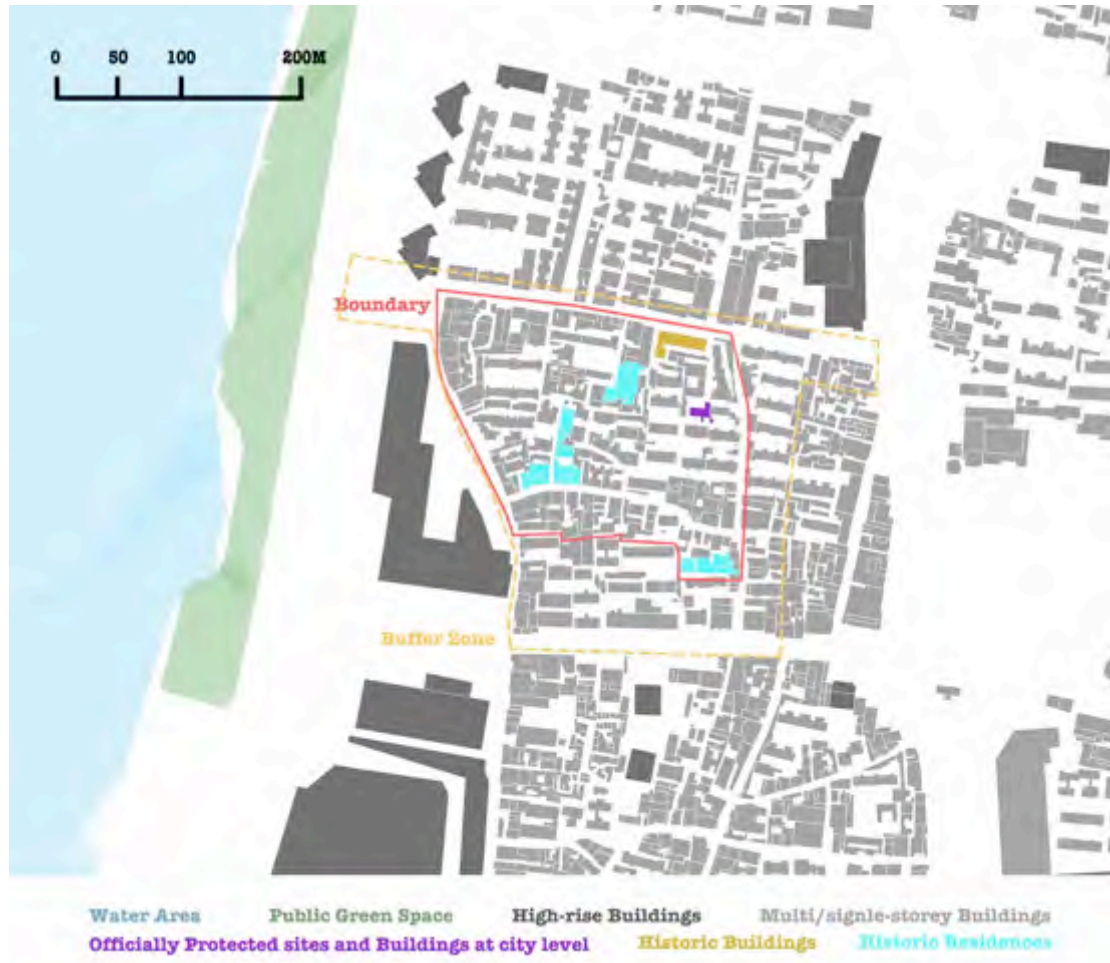 0 50 100 200M
Boundary
Buffer Zone
Water Area Public Green Space High-rise Buildings Multi/signle-storey Buildings
Officially Protected sites and Buildings at city level Historic Buildings Historic Residences